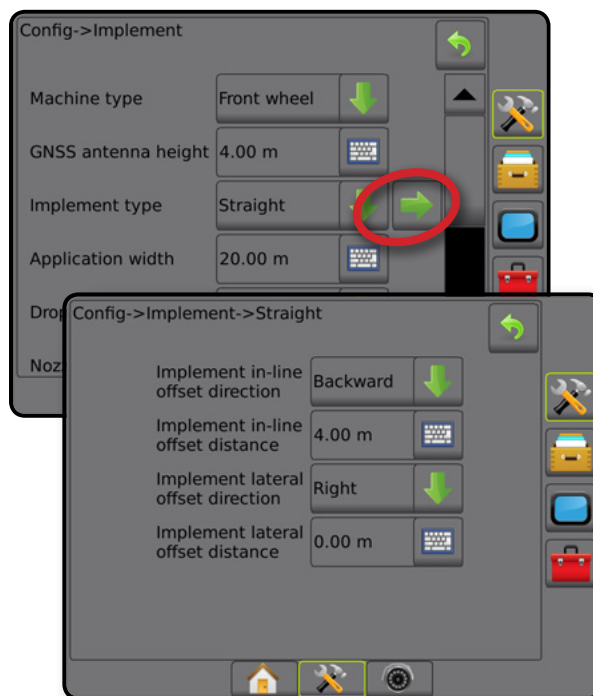 Config->Implement
Machine type Front wheel
GNSS antenna height 4.00 m
Implement type Straight
Application width 20.00 m
Config->Implement->Straight
Implement in-line
offset direction
Backward
Implement in-line
offset distance
4.00 m
Implement lateral
offset direction
Right
Implement lateral
offset distance
0.00 m